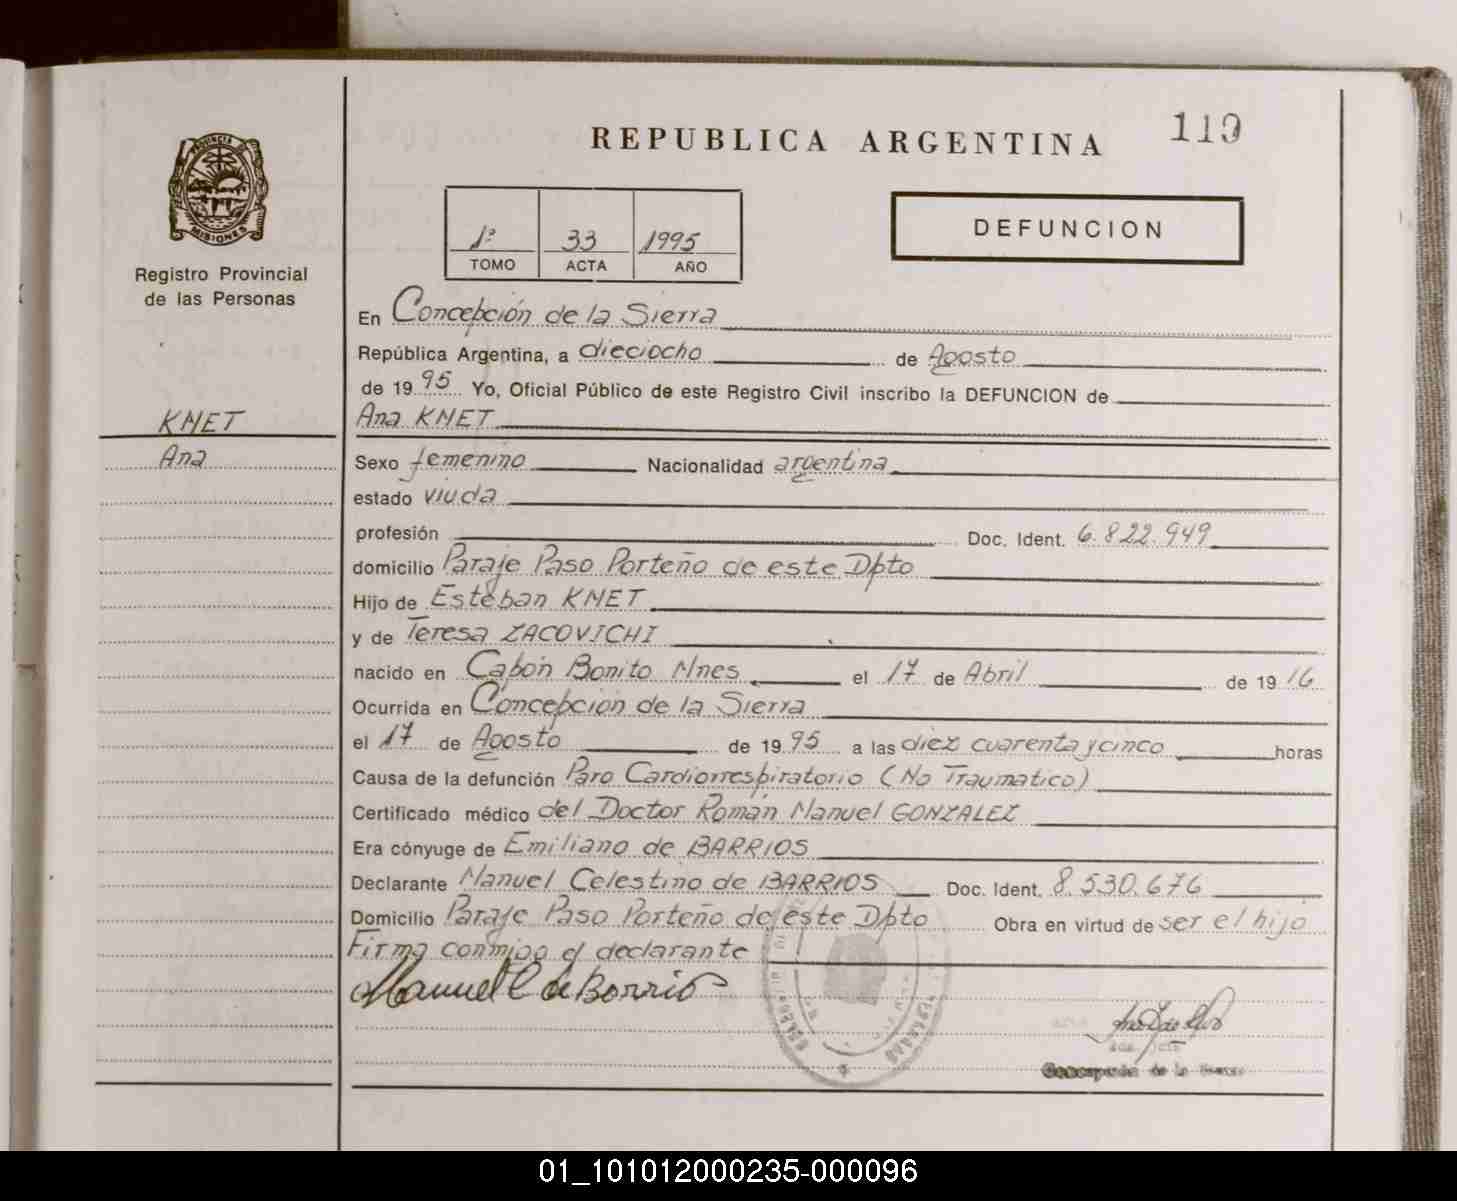 119
REPUBLICA ARGENTINA
PROVINCIA DE
MISIONES
Registro Provincial
de las Personas
1º 33 1995
TOMO ACTA AÑO
DEFUNCION
En Concepción de la Sierra
República Argentina, a dieciocho de Agosto
de 1995 Yo, Oficial Público de este Registro Civil inscribo la DEFUNCION de
KNET
Ana KNET
Ana
Sexo femenino Nacionalidad argentina
estado viuda
profesión Doc. Ident. 6.822.949
domicilio Paraje Paso Porteño de este Dpto
Hijo de Esteban KNET
y de Teresa ZACOVICHI
nacido en Capón Bonito Mnes el 17 de Abril de 1916
Ocurrida en Concepción de la Sierra
el 17 de Agosto de 1995 a las diez cuarenta y cinco horas
Causa de la defunción Paro Cardiorrespiratorio (No Traumatico)
Certificado médico del Doctor Román Manuel GONZALEZ
Era cónyuge de Emiliano de BARRIOS
Declarante Manuel Celestino de BARRIOS Doc. Ident. 8.530.676
Domicilio Paraje Paso Porteño de este Dpto Obra en virtud de ser el hijo
Firma conmigo el declarante
Manuel C de Barrios
Concepción de la Sierra
01_101012000235-000096